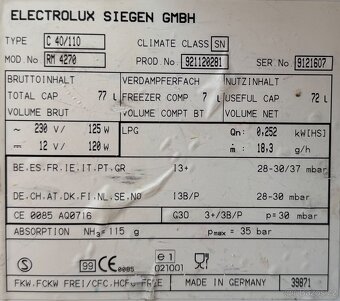 ELECTROLUX SIEGEN GMBH
TYPE C 40/110 CLIMATE CLASS SN
MOD.NO RM 4270 PROD.NO 921120281 SER NO 9121607
BRUTTOINHALT VERDAMPFERFACH NUTZINHALT
TOTAL CAP 77 L FREEZER COMP 7 L USEFUL CAP 72 L
VOLUME BRUT VOLUME COMPT BT VOLUME NET
~ 230 V/ 125 W LPG Qn: 0,252 kW[HS]
⎓ 12 V/ 120 W ṁ: 18,3 g/h
BE.ES.FR.IE.IT.PT.GR I3+ 28-30/37 mbar
DE.CH.AT.DK.FI.NL.SE.NO I3B/P 28-30 mbar
CE 0085 AQ0716 G30 3+/3B/P p=30 mbar
ABSORPTION NH₃= 115 g pmax = 35 bar
S 99 CE0085 e1 021001
FKW.FCKW FREI/CFC.HCFC FREE MADE IN GERMANY 39871